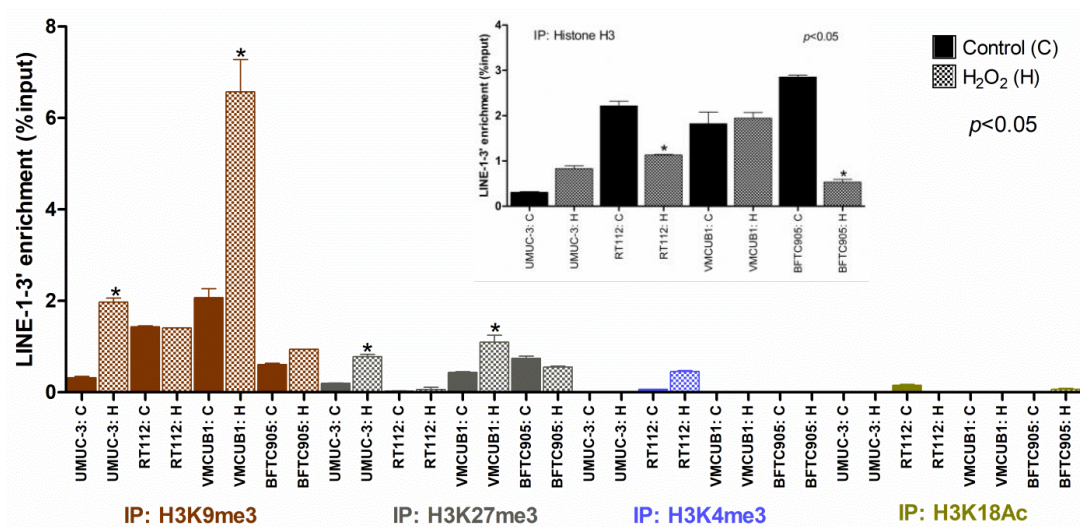 LINE-1-3' enrichment (%input)
8
6
4
2
0
*
*
*
*
LINE-1-3' enrichment (%input)
4
3
2
1
0
IP: Histone H3
p<0.05
*
*
UMUC-3: C
UMUC-3: H
RT112: C
RT112: H
VMCUB1: C
VMCUB1: H
BFTC905: C
BFTC905: H
Control (C)
H₂O₂ (H)
p<0.05
UMUC-3: C
UMUC-3: H
RT112: C
RT112: H
VMCUB1: C
VMCUB1: H
BFTC905: C
BFTC905: H
UMUC-3: C
UMUC-3: H
RT112: C
RT112: H
VMCUB1: C
VMCUB1: H
BFTC905: C
BFTC905: H
UMUC-3: C
UMUC-3: H
RT112: C
RT112: H
VMCUB1: C
VMCUB1: H
BFTC905: C
BFTC905: H
UMUC-3: C
UMUC-3: H
RT112: C
RT112: H
VMCUB1: C
VMCUB1: H
BFTC905: C
BFTC905: H
IP: H3K9me3
IP: H3K27me3
IP: H3K4me3
IP: H3K18Ac